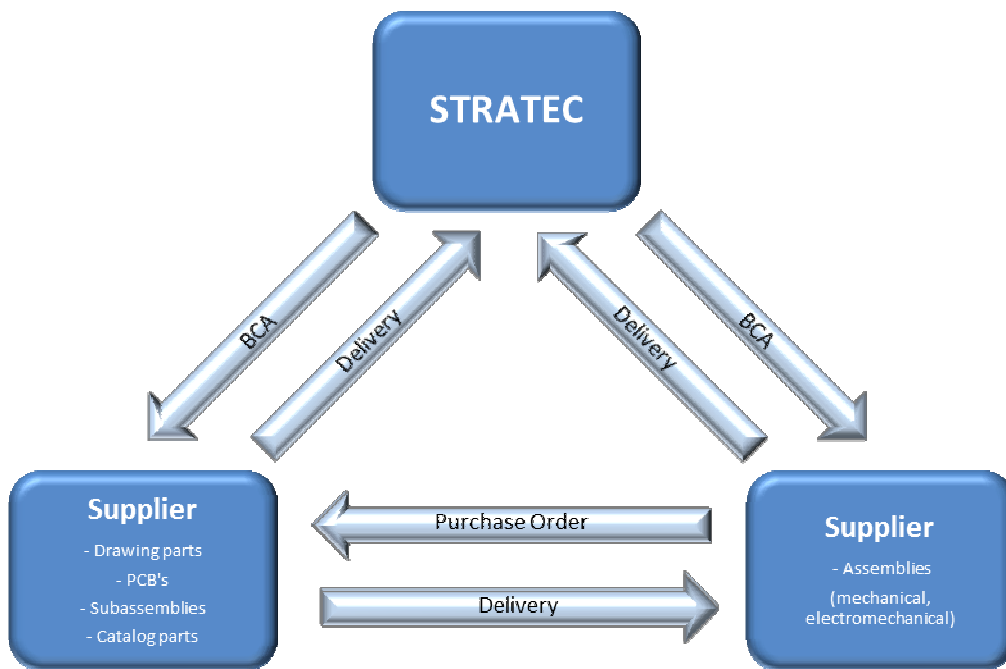 STRATEC
BCA
Delivery
Delivery
BCA
Supplier
- Drawing parts
- PCB's
- Subassemblies
- Catalog parts
Purchase Order
Delivery
Supplier
- Assemblies
(mechanical,
electromechanical)